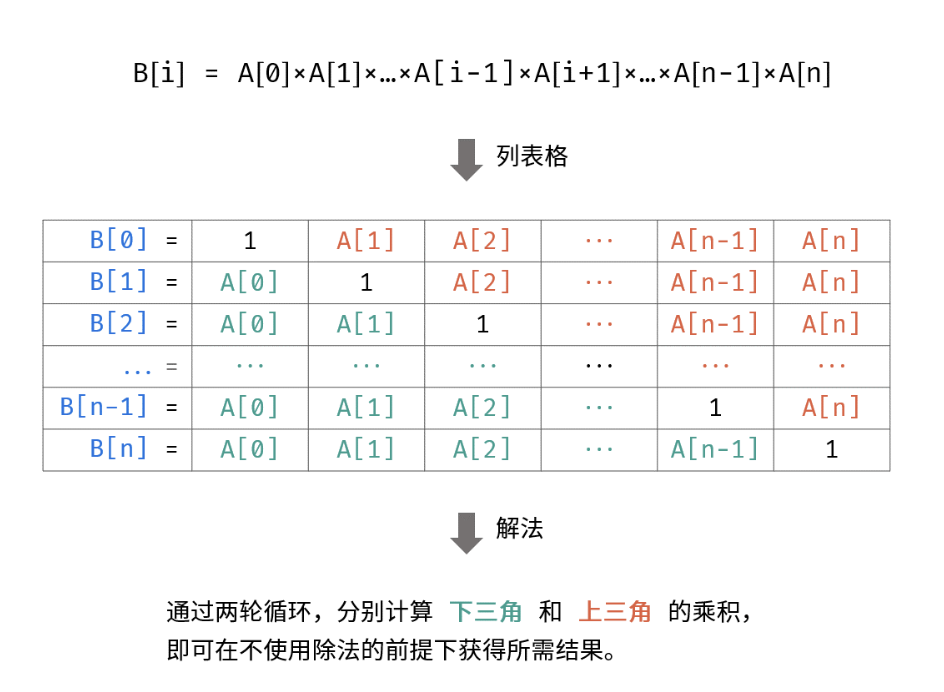 B[i] = A[0]×A[1]×…×A[i-1]×A[i+1]×…×A[n-1]×A[n]
列表格
B[0] = 1 A[1] A[2] ... A[n-1] A[n]
B[1] = A[0] 1 A[2] ... A[n-1] A[n]
B[2] = A[0] A[1] 1 ... A[n-1] A[n]
... = ... ... ... ... ... ...
B[n-1] = A[0] A[1] A[2] ... 1 A[n]
B[n] = A[0] A[1] A[2] ... A[n-1] 1
解法
通过两轮循环，分别计算 下三角 和 上三角 的乘积，
即可在不使用除法的前提下获得所需结果。